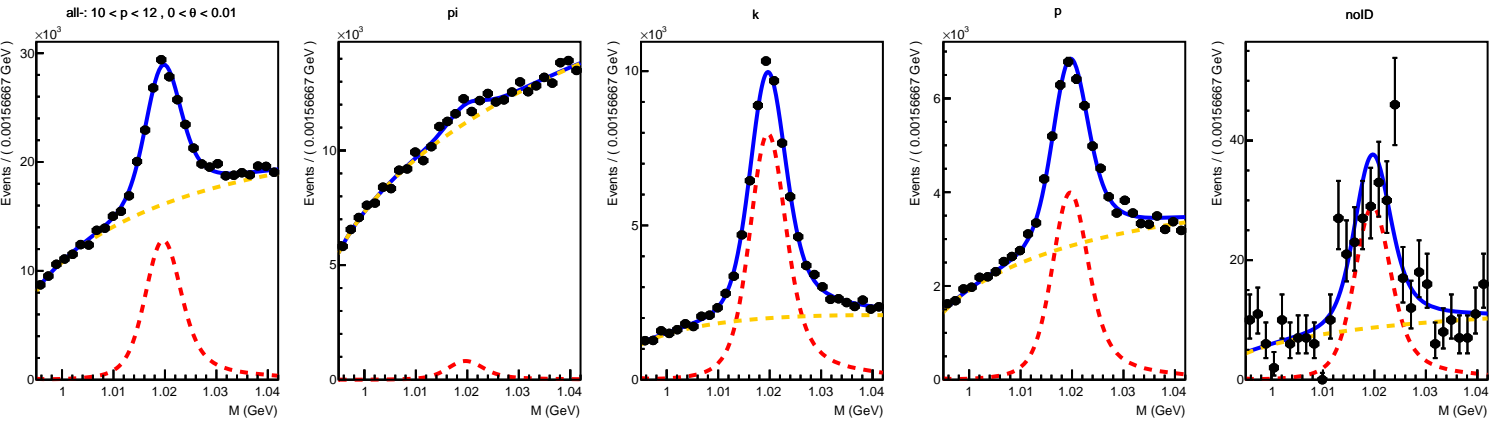 all-: 10 < p < 12 , 0 < θ < 0.01
×10³
Events / ( 0.00156667 GeV )
30
20
10
0
1 1.01 1.02 1.03 1.04
M (GeV)
pi
×10³
Events / ( 0.00156667 GeV )
10
5
0
1 1.01 1.02 1.03 1.04
M (GeV)
k
×10³
Events / ( 0.00156667 GeV )
10
5
0
1 1.01 1.02 1.03 1.04
M (GeV)
p
×10³
Events / ( 0.00156667 GeV )
6
4
2
0
1 1.01 1.02 1.03 1.04
M (GeV)
noID
Events / ( 0.00156667 GeV )
40
20
0
1 1.01 1.02 1.03 1.04
M (GeV)